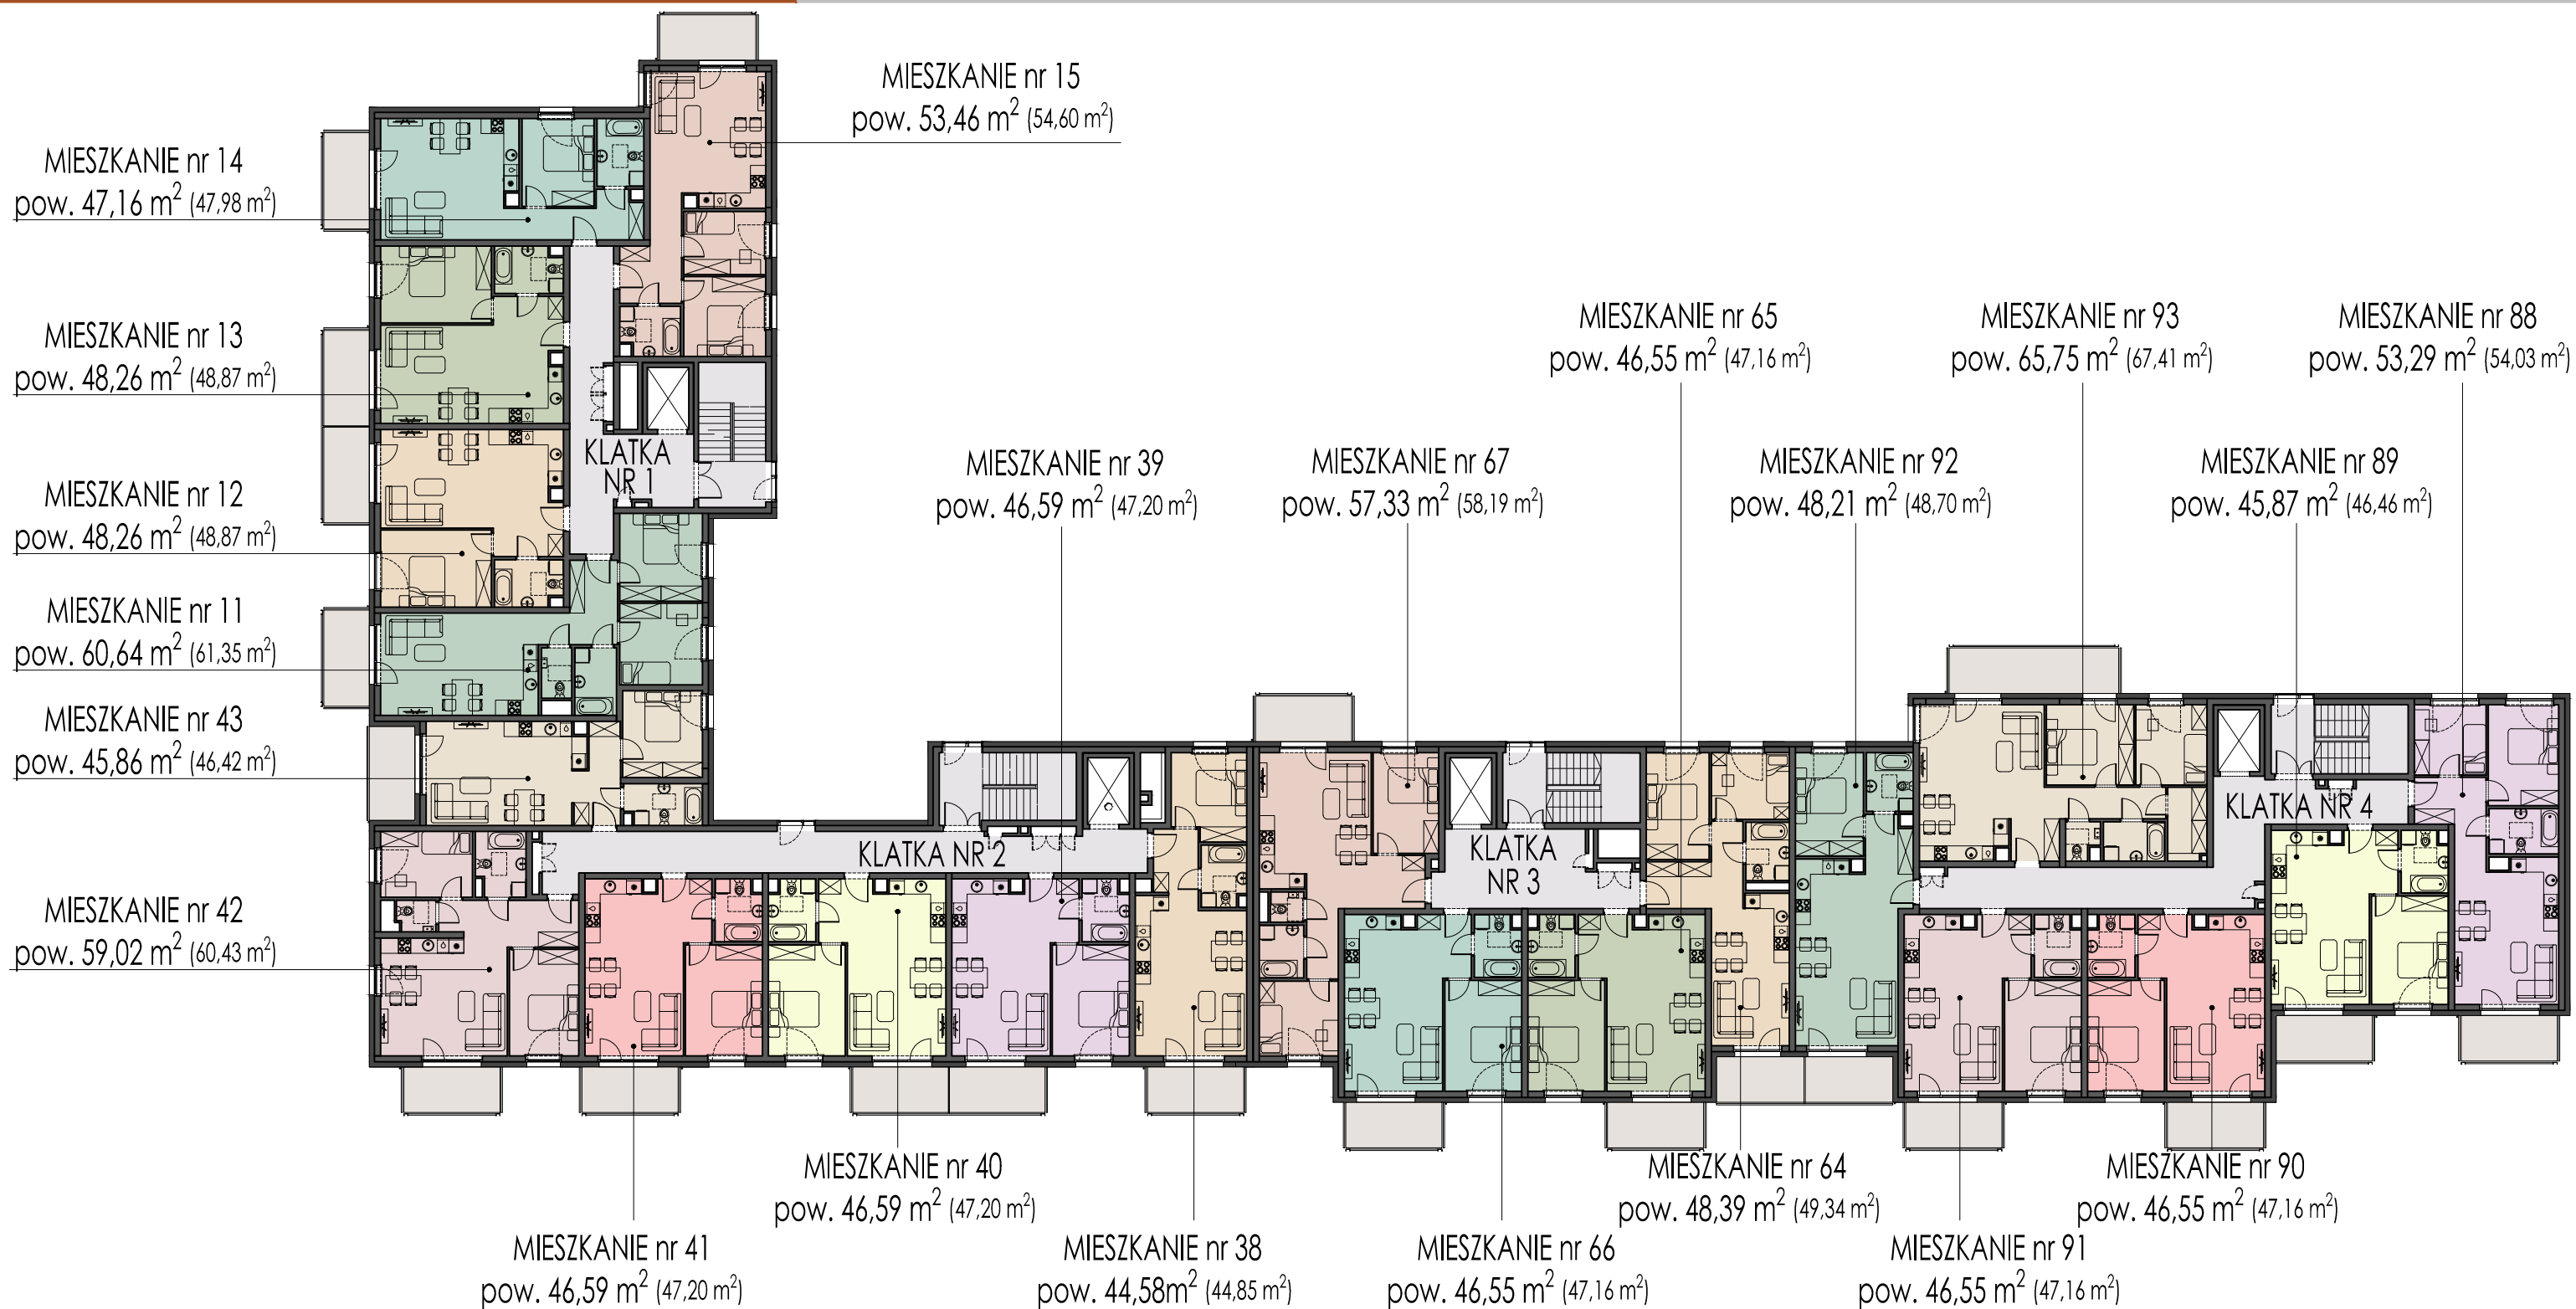 MIESZKANIE nr 15
pow. 53,46 m² (54,60 m²)
MIESZKANIE nr 14
pow. 47,16 m² (47,98 m²)
MIESZKANIE nr 13
pow. 48,26 m² (48,87 m²)
MIESZKANIE nr 12
pow. 48,26 m² (48,87 m²)
MIESZKANIE nr 11
pow. 60,64 m² (61,35 m²)
MIESZKANIE nr 43
pow. 45,86 m² (46,42 m²)
MIESZKANIE nr 42
pow. 59,02 m² (60,43 m²)
KLATKA
NR 1
MIESZKANIE nr 39
pow. 46,59 m² (47,20 m²)
MIESZKANIE nr 67
pow. 57,33 m² (58,19 m²)
MIESZKANIE nr 65
pow. 46,55 m² (47,16 m²)
MIESZKANIE nr 92
pow. 48,21 m² (48,70 m²)
MIESZKANIE nr 93
pow. 65,75 m² (67,41 m²)
MIESZKANIE nr 89
pow. 45,87 m² (46,46 m²)
MIESZKANIE nr 88
pow. 53,29 m² (54,03 m²)
KLATKA NR 2
KLATKA
NR 3
KLATKA NR 4
MIESZKANIE nr 41
pow. 46,59 m² (47,20 m²)
MIESZKANIE nr 40
pow. 46,59 m² (47,20 m²)
MIESZKANIE nr 38
pow. 44,58m² (44,85 m²)
MIESZKANIE nr 66
pow. 46,55 m² (47,16 m²)
MIESZKANIE nr 64
pow. 48,39 m² (49,34 m²)
MIESZKANIE nr 91
pow. 46,55 m² (47,16 m²)
MIESZKANIE nr 90
pow. 46,55 m² (47,16 m²)